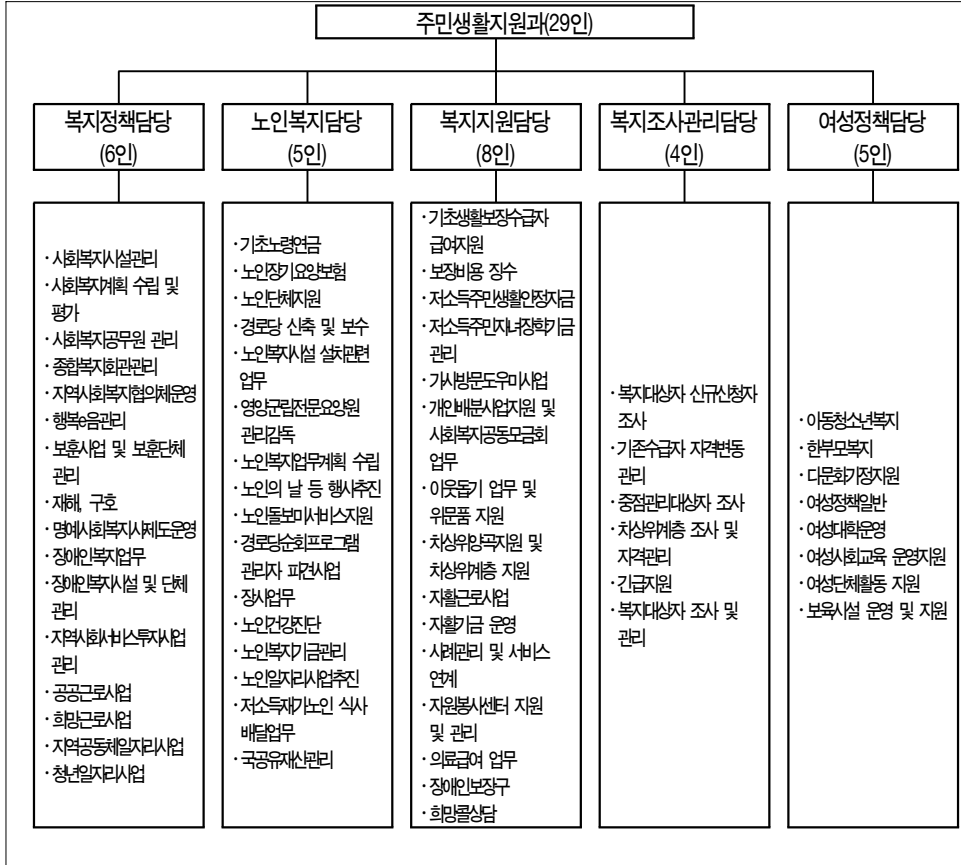 주민생활지원과(29인)
복지정책담당
(6인)
노인복지담당
(5인)
복지지원담당
(8인)
복지조사관리담당
(4인)
여성정책담당
(5인)
· 사회복지시설관리
· 사회복지계획 수립 및
평가
· 사회복지공무원 관리
· 종합복지회관관리
· 지역사회복지협의체운영
· 행복e음관리
· 보훈사업 및 보훈단체
관리
· 재해, 구호
· 명예사회복지사제도운영
· 장애인복지업무
· 장애인복지시설 및 단체
관리
· 지역사회서비스투자사업
관리
· 공공근로사업
· 희망근로사업
· 지역공동체일자리사업
· 청년일자리사업
· 기초노령연금
· 노인장기요양보험
· 노인단체지원
· 경로당 신축 및 보수
· 노인복지시설 설치관련
업무
· 영양군립전문요양원
관리감독
· 노인복지업무계획 수립
· 노인의 날 등 행사추진
· 노인돌보미서비스지원
· 경로당순회프로그램
관리자 파견사업
· 장사업무
· 노인건강진단
· 노인복지기금관리
· 노인일자리사업추진
· 저소득재가노인 식사
배달업무
· 국공유재산관리
· 기초생활보장수급자
급여지원
· 보장비용 징수
· 저소득주민생활안정자금
· 저소득주민자녀장학기금
관리
· 가사방문도우미사업
· 개인배분사업지원 및
사회복지공동모금회
업무
· 이웃돕기 업무 및
위문품 지원
· 차상위양곡지원 및
차상위계층 지원
· 자활근로사업
· 자활기금 운영
· 사례관리 및 서비스
연계
· 자원봉사센터 지원
및 관리
· 의료급여 업무
· 장애인보장구
· 희망콜상담
· 복지대상자 신규신청자
조사
· 기존수급자 자격변동
관리
· 중점관리대상자 조사
· 차상위계층 조사 및
자격관리
· 긴급지원
· 복지대상자 조사 및
관리
· 아동청소년복지
· 한부모복지
· 다문화가정지원
· 여성정책일반
· 여성대학운영
· 여성사회교육 운영지원
· 여성단체활동 지원
· 보육시설 운영 및 지원